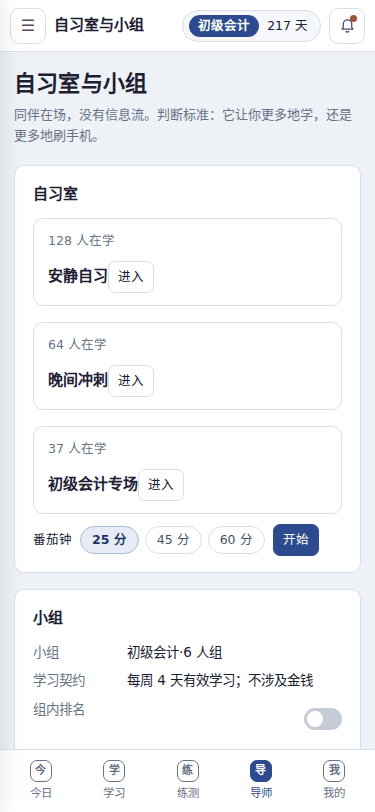 ☰ 自习室与小组 初级会计 217 天
自习室与小组
同伴在场，没有信息流。判断标准：它让你更多地学，还是
更多地刷手机。
自习室
128 人在学
安静自习 进入
64 人在学
晚间冲刺 进入
37 人在学
初级会计专场 进入
番茄钟 25 分 45 分 60 分 开始
小组
小组 初级会计·6 人组
学习契约 每周 4 天有效学习；不涉及金钱
组内排名
今 学 练 导 我
今日 学习 练测 导师 我的